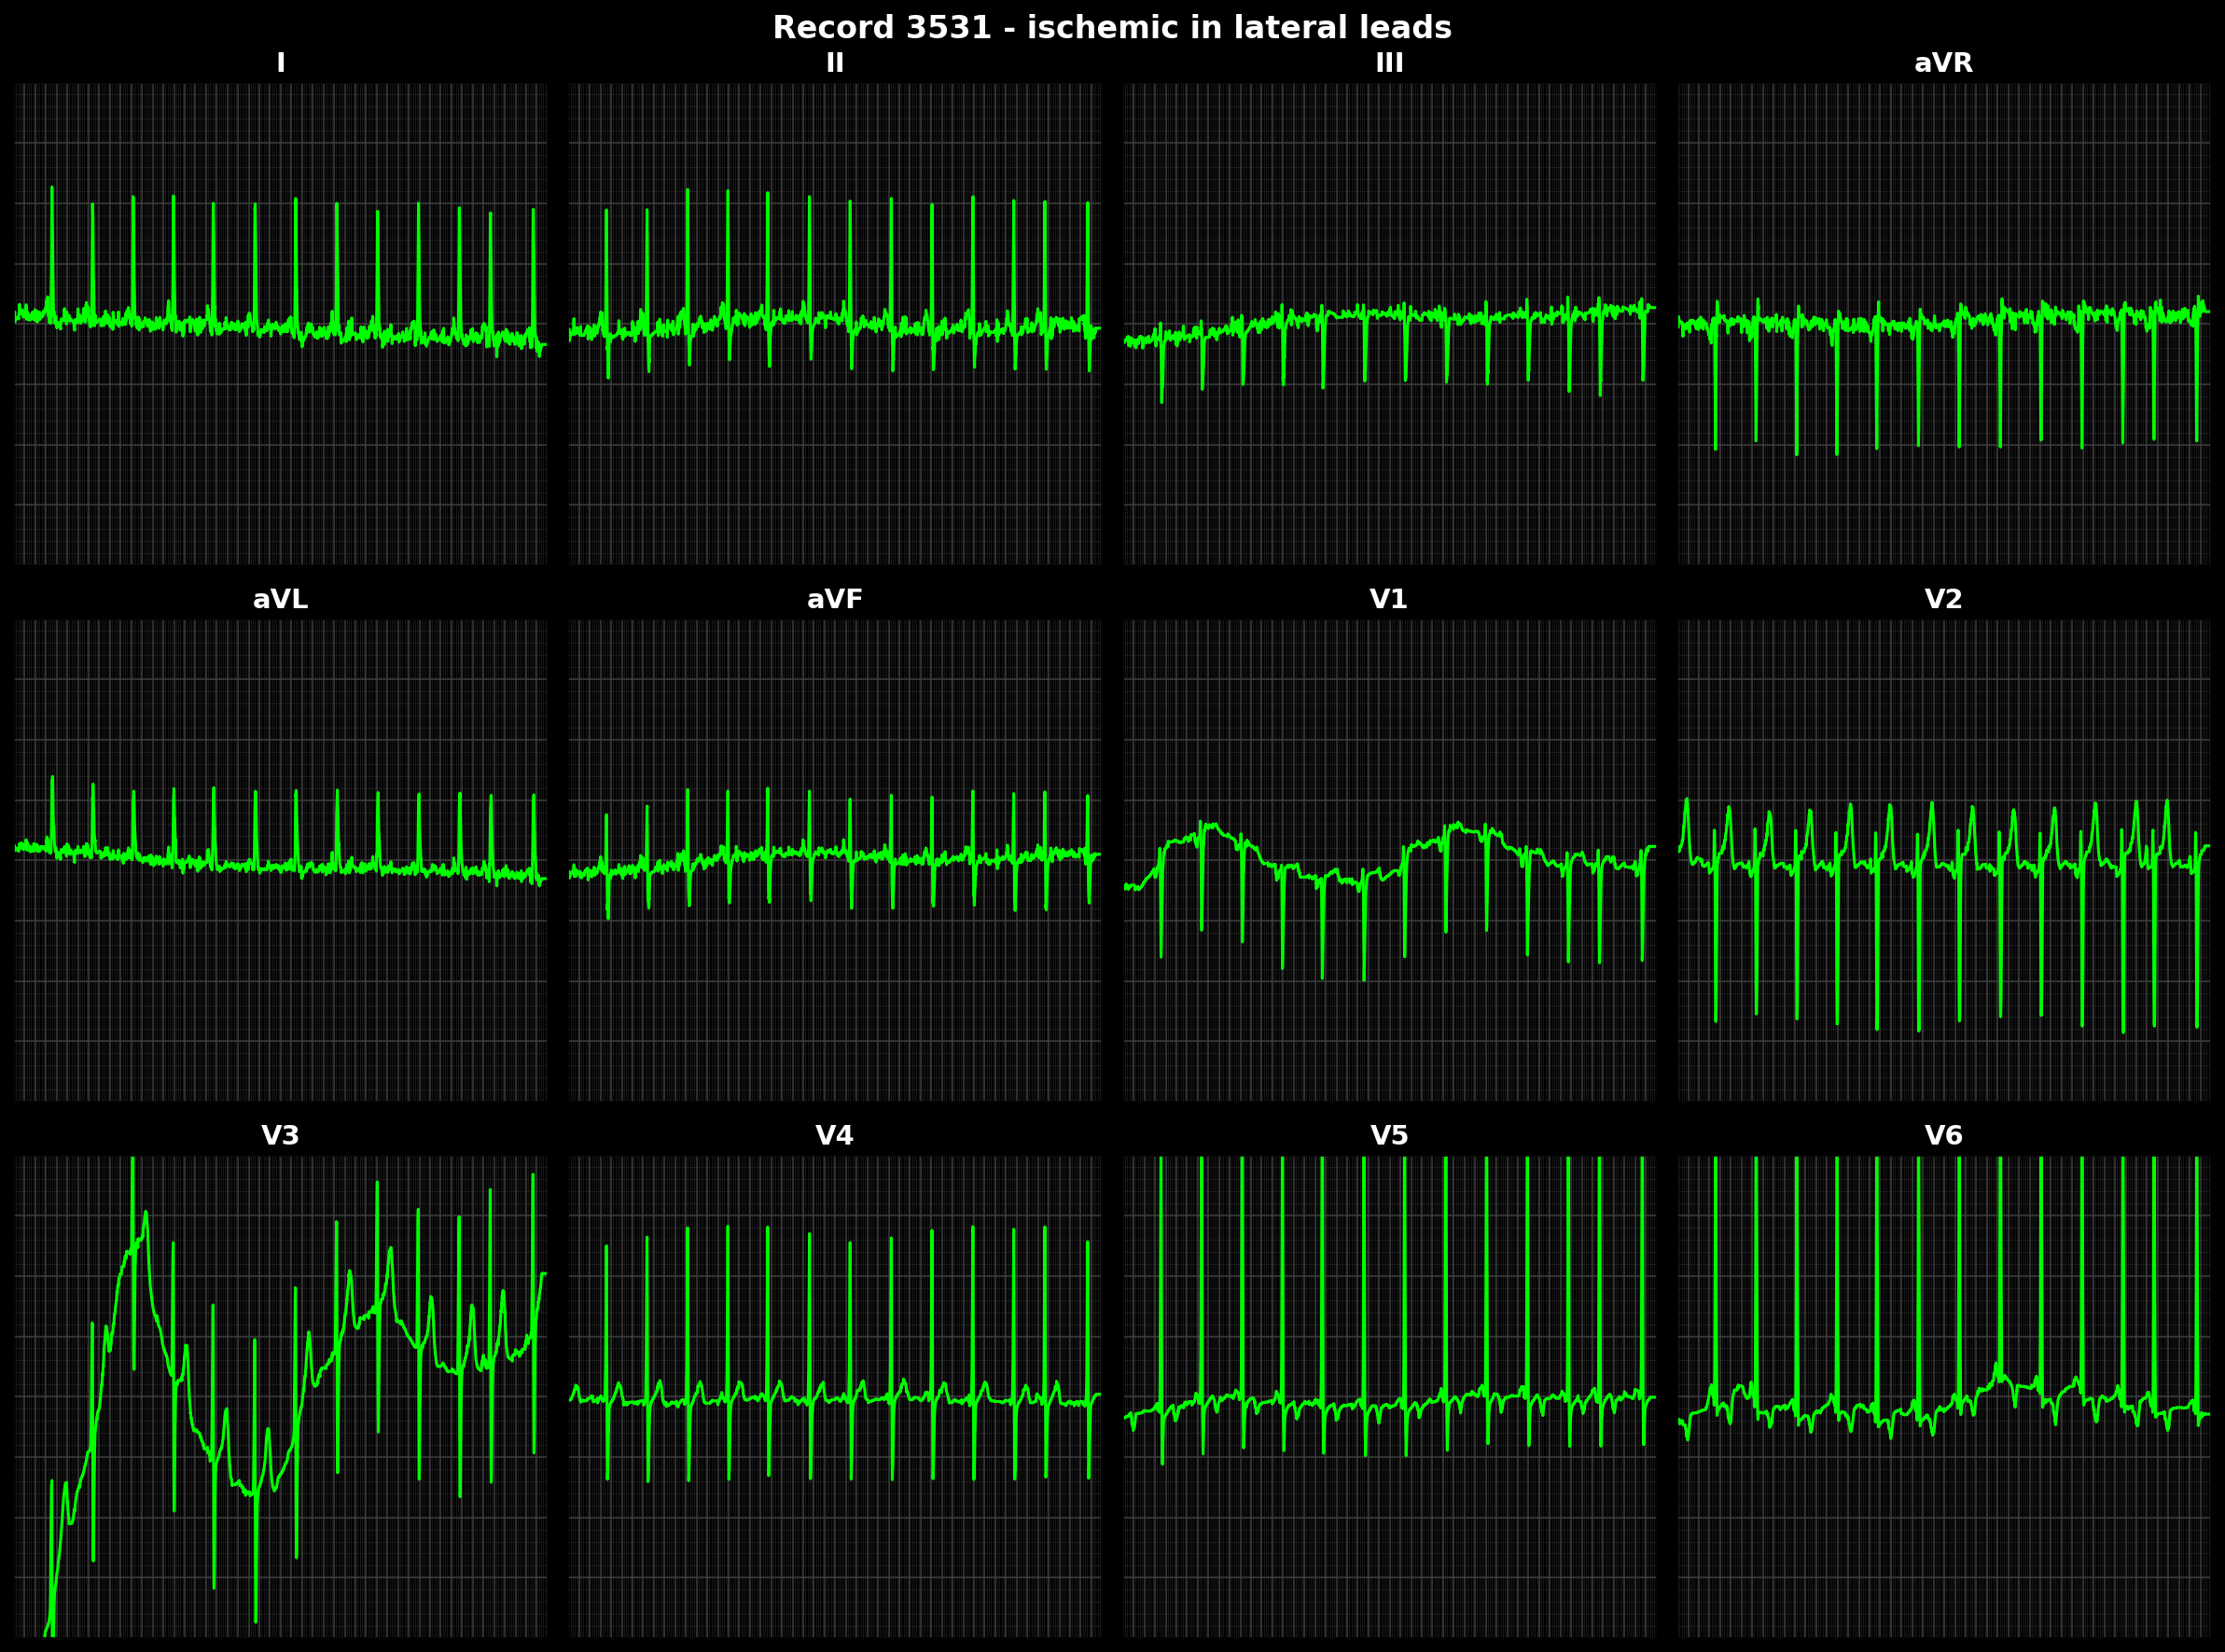 Record 3531 - ischemic in lateral leads
I II III aVR
aVL aVF V1 V2
V3 V4 V5 V6